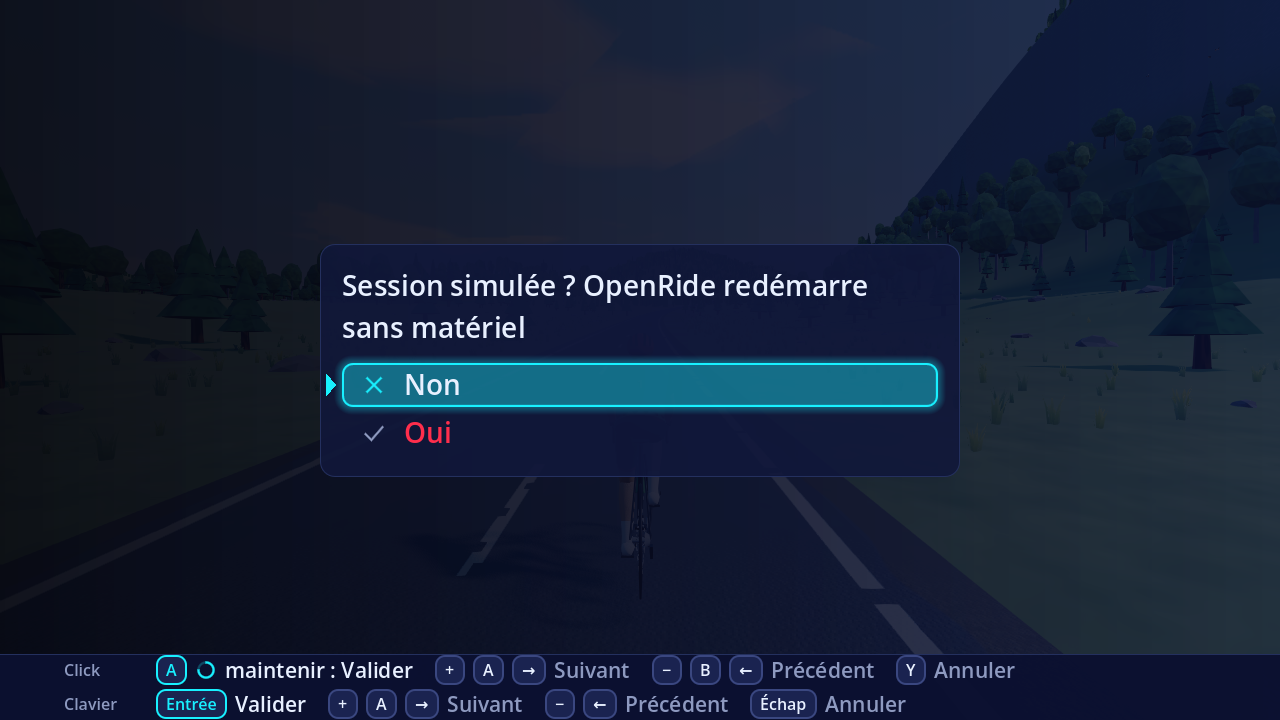 Session simulée ? OpenRide redémarre
sans matériel
Non
Oui
Click A maintenir : Valider + A → Suivant − B ← Précédent Y Annuler
Clavier Entrée Valider + A → Suivant − ← Précédent Échap Annuler